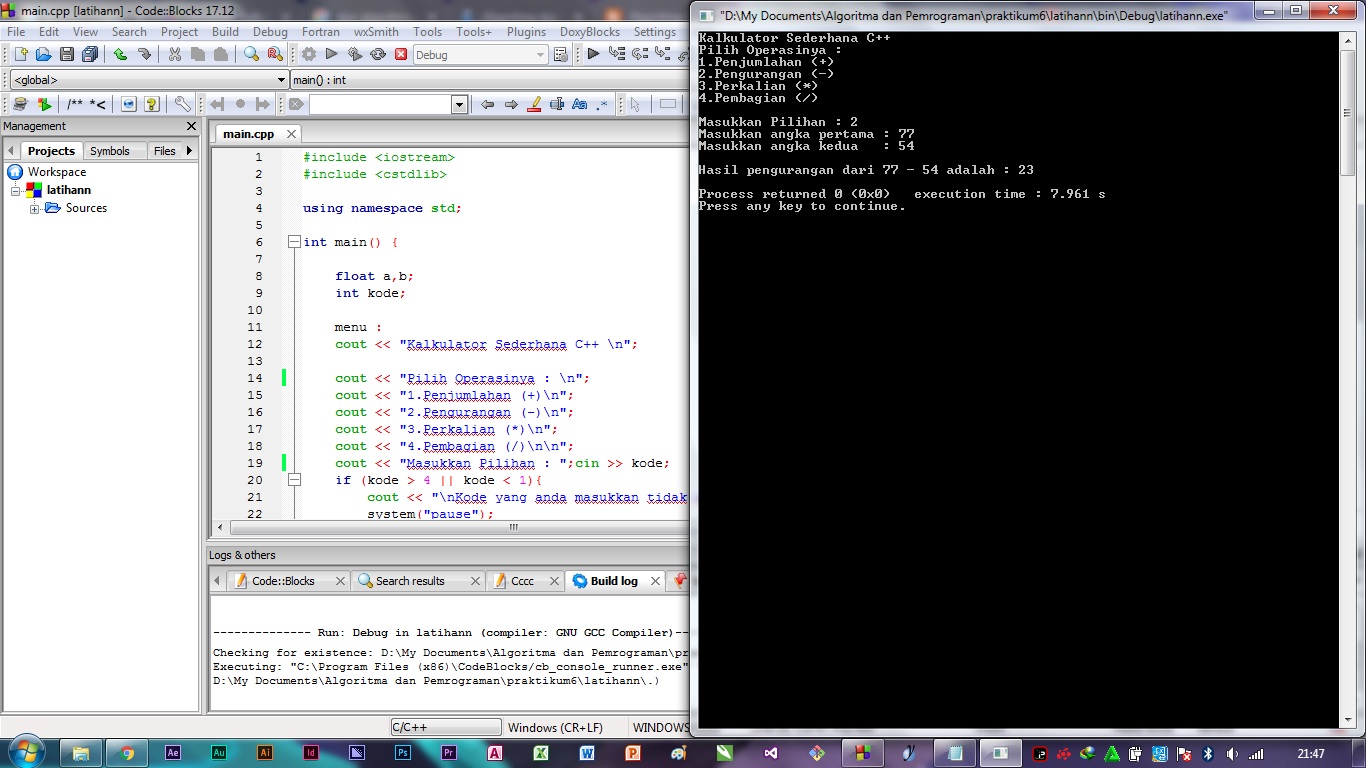 main.cpp [latihann] - Code::Blocks 17.12
File Edit View Search Project Build Debug Fortran wxSmith Tools Tools+ Plugins DoxyBlocks Settings
Debug
<global>
main() : int
/** *<
Aa .*
Management
Projects Symbols Files
Workspace
latihann
Sources
main.cpp
1 #include <iostream>
2 #include <cstdlib>
3
4 using namespace std;
5
6 int main() {
7
8 float a,b;
9 int kode;
10
11 menu :
12 cout << "Kalkulator Sederhana C++ \n";
13
14 cout << "Pilih Operasinya : \n";
15 cout << "1.Penjumlahan (+)\n";
16 cout << "2.Pengurangan (-)\n";
17 cout << "3.Perkalian (*)\n";
18 cout << "4.Pembagian (/)\n\n";
19 cout << "Masukkan Pilihan : ";cin >> kode;
20 if (kode > 4 || kode < 1){
21 cout << "\nKode yang anda masukkan tidak
22 system("pause");
Logs & others
Code::Blocks Search results Cccc Build log
-------------- Run: Debug in latihann (compiler: GNU GCC Compiler)--
Checking for existence: D:\My Documents\Algoritma dan Pemrograman\pr
Executing: "C:\Program Files (x86)\CodeBlocks/cb_console_runner.exe"
D:\My Documents\Algoritma dan Pemrograman\praktikum6\latihann\.)
C/C++ Windows (CR+LF) WINDOWS
"D:\My Documents\Algoritma dan Pemrograman\praktikum6\latihann\bin\Debug\latihann.exe"
Kalkulator Sederhana C++
Pilih Operasinya :
1.Penjumlahan (+)
2.Pengurangan (-)
3.Perkalian (*)
4.Pembagian (/)
Masukkan Pilihan : 2
Masukkan angka pertama : 77
Masukkan angka kedua   : 54
Hasil pengurangan dari 77 - 54 adalah : 23
Process returned 0 (0x0)   execution time : 7.961 s
Press any key to continue.
Ae Au Ai Id Ps Pr A X W P
21:47